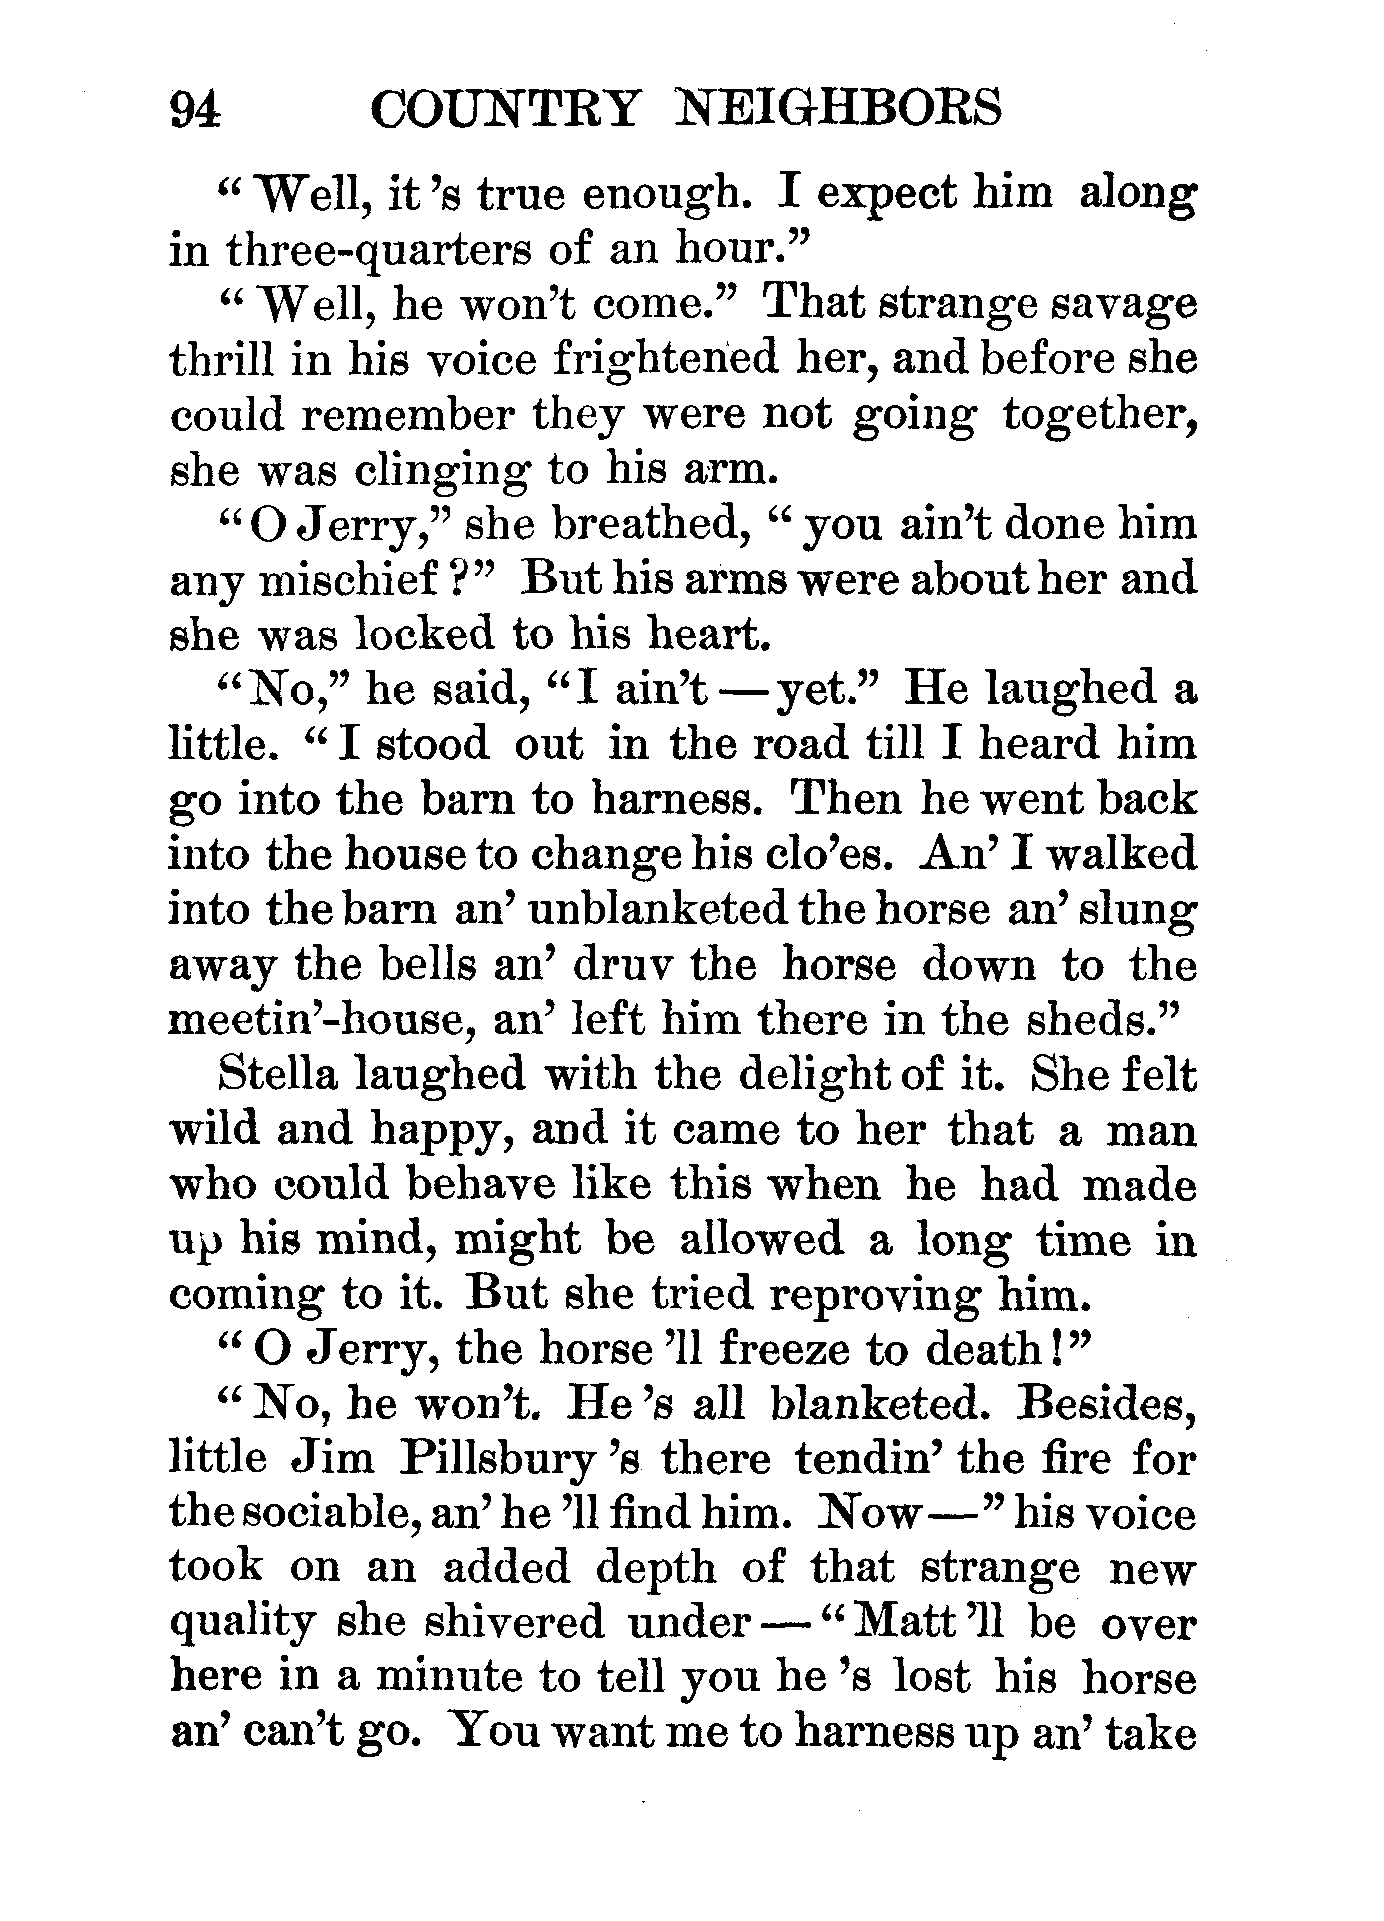 94 COUNTRY NEIGHBORS
“Well, it’s true enough. I expect him along
in three-quarters of an hour.”
“Well, he won’t come.” That strange savage
thrill in his voice frightened her, and before she
could remember they were not going together,
she was clinging to his arm.
“O Jerry,” she breathed, “you ain’t done him
any mischief?” But his arms were about her and
she was locked to his heart.
“No,” he said, “I ain’t—yet.” He laughed a
little. “I stood out in the road till I heard him
go into the barn to harness. Then he went back
into the house to change his clo’es. An’ I walked
into the barn an’ unblanketed the horse an’ slung
away the bells an’ druv the horse down to the
meetin’-house, an’ left him there in the sheds.”
Stella laughed with the delight of it. She felt
wild and happy, and it came to her that a man
who could behave like this when he had made
up his mind, might be allowed a long time in
coming to it. But she tried reproving him.
“O Jerry, the horse ’ll freeze to death!”
“No, he won’t. He ’s all blanketed. Besides,
little Jim Pillsbury ’s there tendin’ the fire for
the sociable, an’ he ’ll find him. Now—” his voice
took on an added depth of that strange new
quality she shivered under—“Matt ’ll be over
here in a minute to tell you he ’s lost his horse
an’ can’t go. You want me to harness up an’ take